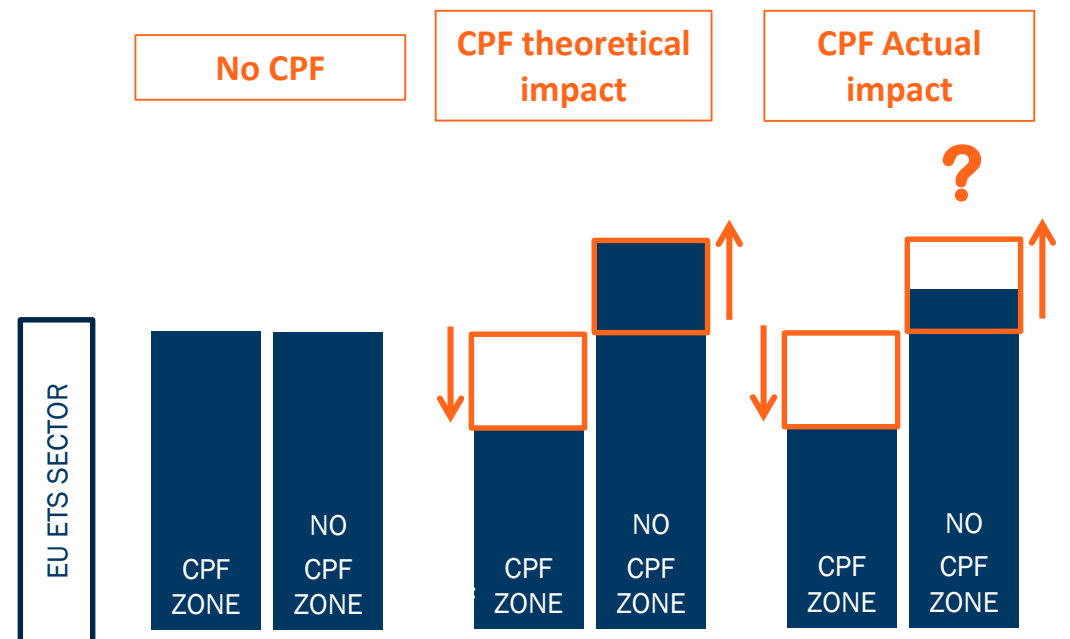 No CPF
CPF theoretical
impact
CPF Actual
impact
?
EU ETS SECTOR
CPF
ZONE
NO
CPF
ZONE
CPF
ZONE
NO
CPF
ZONE
CPF
ZONE
NO
CPF
ZONE